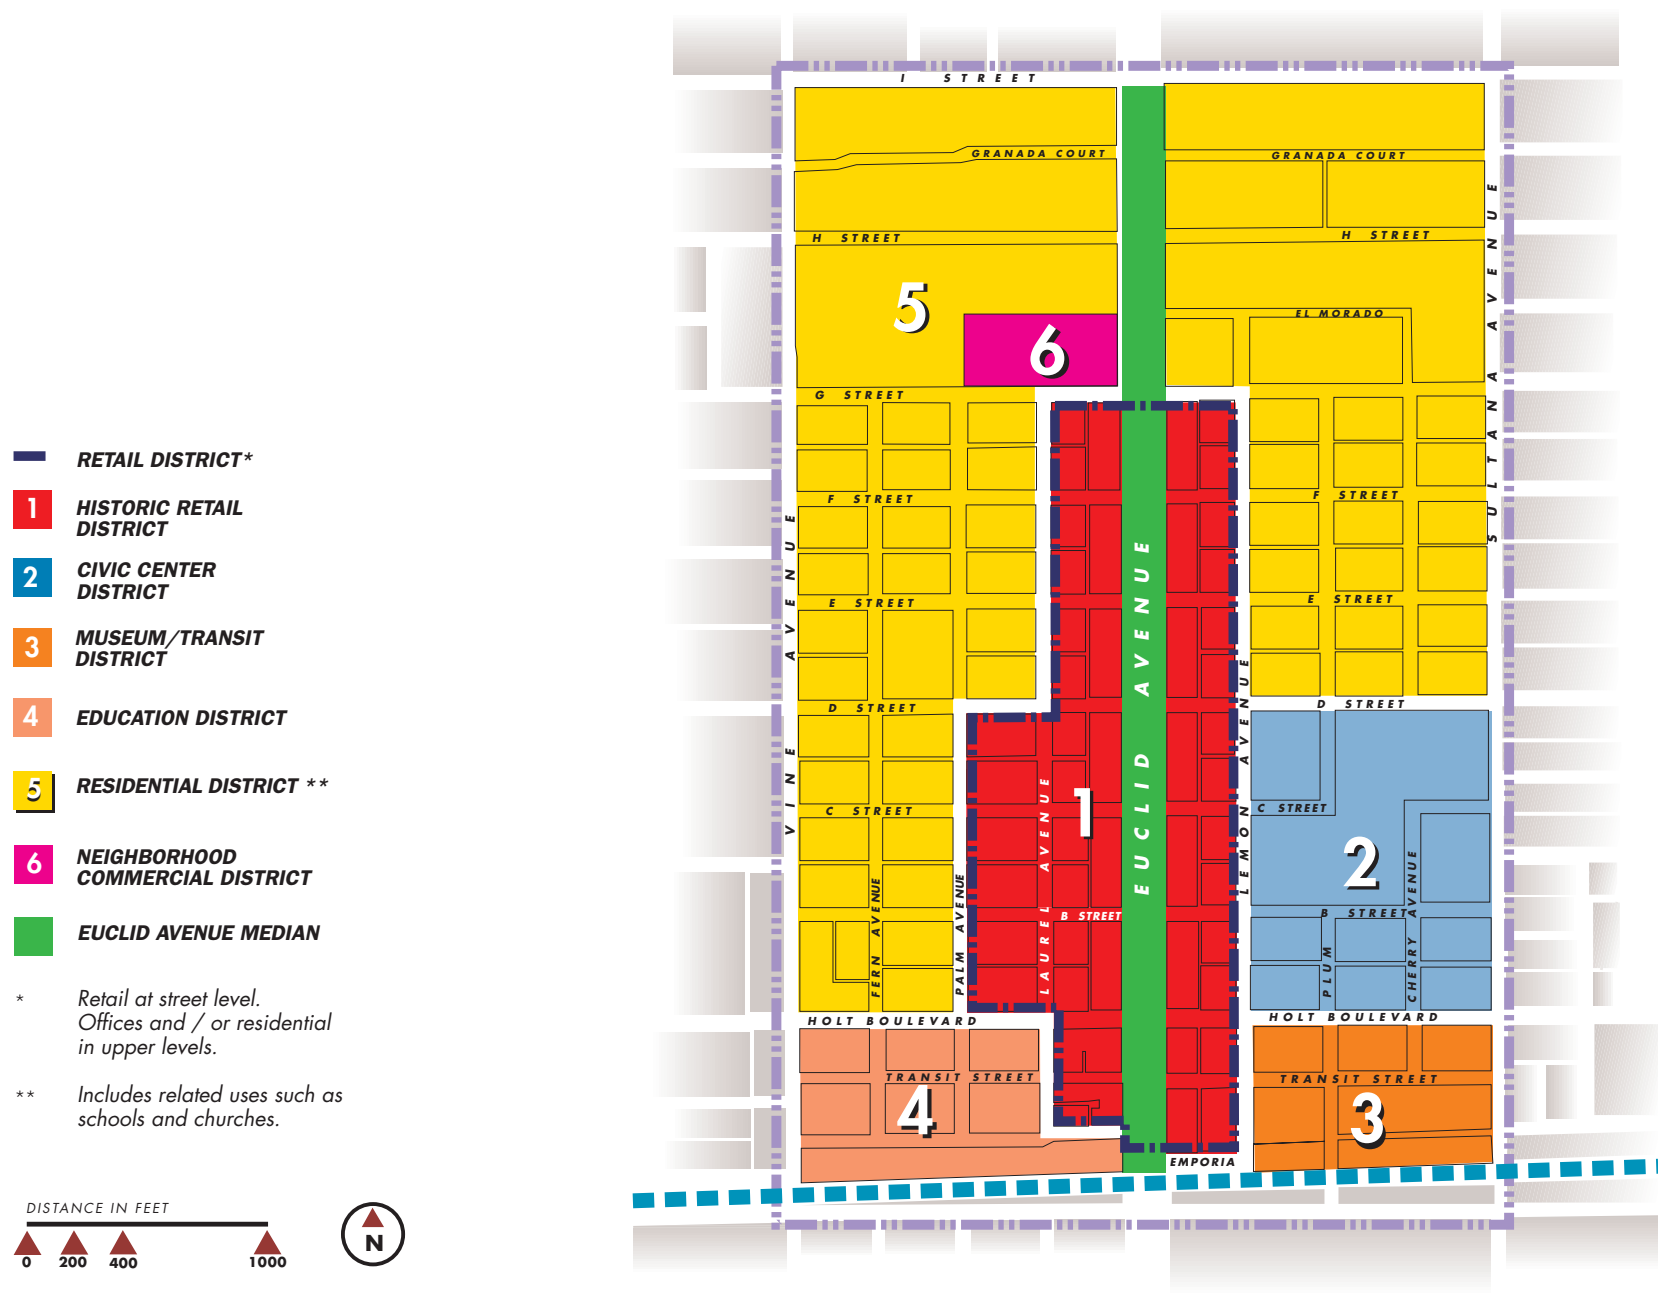 RETAIL DISTRICT*
1
HISTORIC RETAIL
DISTRICT
2
CIVIC CENTER
DISTRICT
3
MUSEUM/TRANSIT
DISTRICT
4
EDUCATION DISTRICT
5
RESIDENTIAL DISTRICT **
6
NEIGHBORHOOD
COMMERCIAL DISTRICT
EUCLID AVENUE MEDIAN
* Retail at street level.
Offices and / or residential
in upper levels.
** Includes related uses such as
schools and churches.
DISTANCE IN FEET
0 200 400 1000
N
I STREET
GRANADA COURT
GRANADA COURT
H STREET
H STREET
5
6
EL MORADO
G STREET
F STREET
F STREET
E STREET
E STREET
D STREET
D STREET
C STREET
C STREET
1
2
B STREET
B STREET
HOLT BOULEVARD
HOLT BOULEVARD
TRANSIT STREET
TRANSIT STREET
4
3
EMPORIA
VINE AVENUE
FERN AVENUE
PALM AVENUE
LAUREL AVENUE
EUCLID AVENUE
LEMON AVENUE
PLUM
CHERRY AVENUE
SULTANA AVENUE